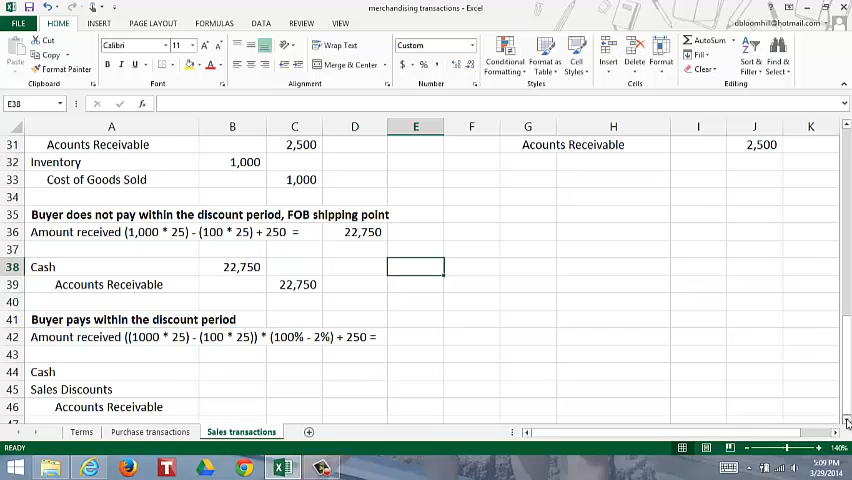 merchandising transactions - Excel
FILE HOME INSERT PAGE LAYOUT FORMULAS DATA REVIEW VIEW
dbloomhill@hotmail.com
Cut
Copy
Format Painter
Paste
Clipboard
Calibri 11
B I U
Font
Wrap Text
Merge & Center
Alignment
Custom
$ % ,
Number
Conditional Formatting
Format as Table
Cell Styles
Styles
Insert Delete Format
Cells
AutoSum
Fill
Clear
Sort & Filter
Find & Select
Editing
E38
A B C D E F G H I J K
31 Acounts Receivable 2,500 Acounts Receivable 2,500
32 Inventory 1,000
33 Cost of Goods Sold 1,000
34
35 Buyer does not pay within the discount period, FOB shipping point
36 Amount received (1,000 * 25) - (100 * 25) + 250 = 22,750
37
38 Cash 22,750
39 Accounts Receivable 22,750
40
41 Buyer pays within the discount period
42 Amount received ((1000 * 25) - (100 * 25)) * (100% - 2%) + 250 =
43
44 Cash
45 Sales Discounts
46 Accounts Receivable
Terms Purchase transactions Sales transactions
READY
140%
5:09 PM
3/29/2014